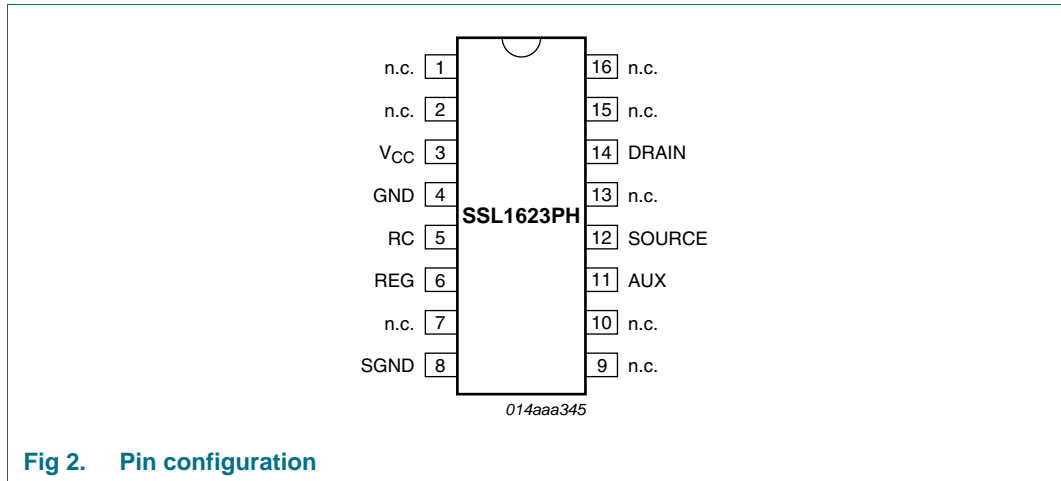 n.c. 1 16 n.c.
n.c. 2 15 n.c.
VCC 3 14 DRAIN
GND 4 13 n.c.
SSL1623PH
RC 5 12 SOURCE
REG 6 11 AUX
n.c. 7 10 n.c.
SGND 8 9 n.c.
014aaa345
Fig 2. Pin configuration